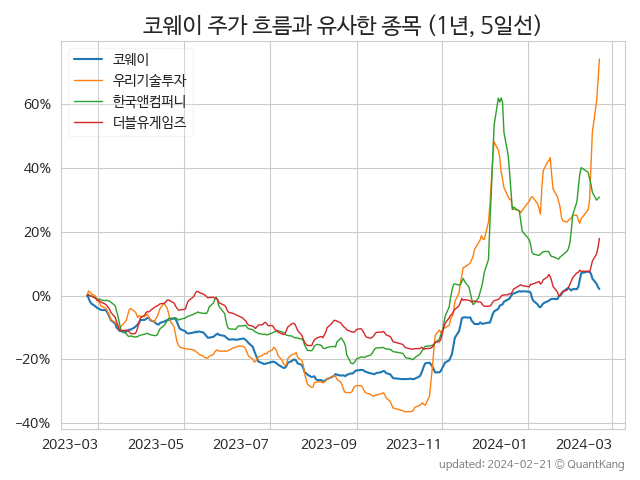 코웨이 주가 흐름과 유사한 종목 (1년, 5일선)
코웨이
우리기술투자
한국앤컴퍼니
더블유게임즈
60%
40%
20%
0%
−20%
−40%
2023-03 2023-05 2023-07 2023-09 2023-11 2024-01 2024-03
updated: 2024-02-21 © QuantKang